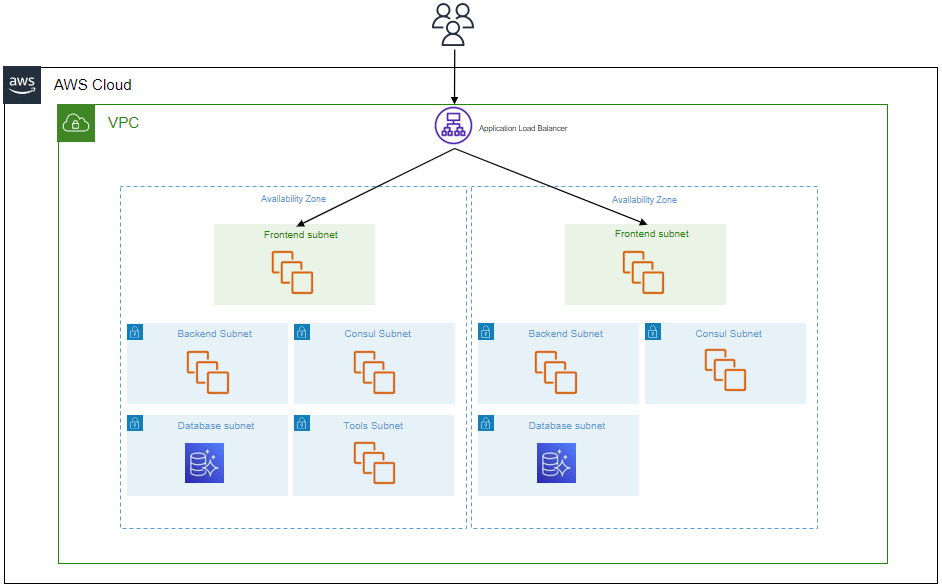 aws
AWS Cloud
VPC
Application Load Balancer
Availability Zone
Availability Zone
Frontend subnet
Frontend subnet
Backend Subnet
Consul Subnet
Backend Subnet
Consul Subnet
Database subnet
Tools Subnet
Database subnet